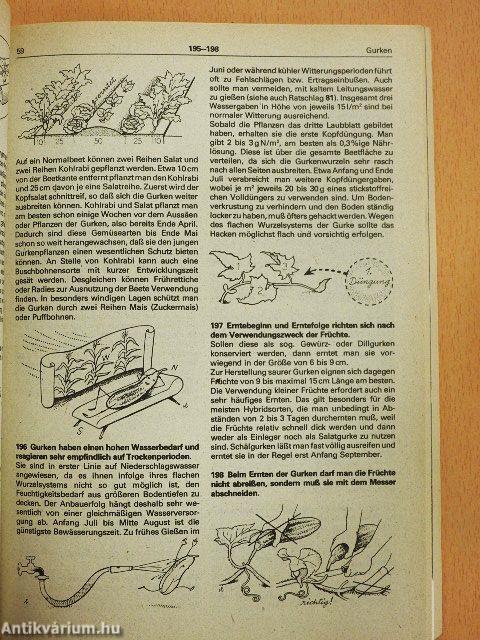 59
195–198
Gurken
10
25
50
25
10
Auf ein Normalbeet können zwei Reihen Salat und
zwei Reihen Kohlrabi gepflanzt werden. Etwa 10 cm
von der Beetkante entfernt pflanzt man den Kohlrabi
und 25 cm davon je eine Salatreihe. Zuerst wird der
Kopfsalat schnittreif, so daß sich die Gurken weiter
ausbreiten können. Kohlrabi und Salat pflanzt man
am besten schon einige Wochen vor dem Aussäen
oder Pflanzen der Gurken, also bereits Ende April.
Dadurch sind diese Gemüsearten bis Ende Mai
schon so weit herangewachsen, daß sie den jungen
Gurkenpflanzen einen wesentlichen Schutz bieten
können. An Stelle von Kohlrabi kann auch eine
Buschbohnensorte mit kurzer Entwicklungszeit
gesät werden. Desgleichen können Frührettiche
oder Radies zur Ausnutzung der Beete Verwendung
finden. In besonders windigen Lagen schützt man
die Gurken durch zwei Reihen Mais (Zuckermais)
oder Puffbohnen.
N
S
196 Gurken haben einen hohen Wasserbedarf und
reagieren sehr empfindlich auf Trockenperioden.
Sie sind in erster Linie auf Niederschlagswasser
angewiesen, da es ihnen infolge ihres flachen
Wurzelsystems nicht so gut möglich ist, den
Feuchtigkeitsbedarf aus größeren Bodentiefen zu
decken. Der Anbauerfolg hängt deshalb sehr we-
sentlich von einer gleichmäßigen Wasserversor-
gung ab. Anfang Juli bis Mitte August ist die
günstigste Bewässerungszeit. Zu frühes Gießen im
Juni oder während kühler Witterungsperioden führt
oft zu Fehlschlägen bzw. Ertragseinbußen. Auch
sollte man vermeiden, mit kaltem Leitungswasser
zu gießen (siehe auch Ratschlag 81). Insgesamt drei
Wassergaben in Höhe von jeweils 15 l/m² sind bei
normaler Witterung ausreichend.
Sobald die Pflanzen das dritte Laubblatt gebildet
haben, erhalten sie die erste Kopfdüngung. Man
gibt 2 bis 3 g N/m², am besten als 0,3%ige Nähr-
lösung. Diese ist über die gesamte Beetfläche zu
verteilen, da sich die Gurkenwurzeln sehr rasch
nach allen Seiten ausbreiten. Etwa Anfang und Ende
Juli verabreicht man weitere Kopfdüngergaben,
wobei je m² jeweils 20 bis 30 g eines stickstoffrei-
chen Volldüngers zu verwenden sind. Um Boden-
verkrustung zu verhindern und den Boden ständig
locker zu haben, muß öfters gehackt werden. Wegen
des flachen Wurzelsystems der Gurke sollte das
Hacken möglichst flach und vorsichtig erfolgen.
2
1.
Düngung
197 Erntebeginn und Erntefolge richten sich nach
dem Verwendungszweck der Früchte.
Sollen diese als sog. Gewürz- oder Dillgurken
konserviert werden, dann erntet man sie vor-
wiegend in der Größe von 6 bis 9 cm.
Zur Herstellung saurer Gurken eignen sich dagegen
Früchte von 9 bis maximal 15 cm Länge am besten.
Die Verwendung kleiner Früchte erfordert auch ein
sehr häufiges Ernten. Das gilt besonders für die
meisten Hybridsorten, die man unbedingt in Ab-
ständen von 2 bis 3 Tagen durchernten muß, weil
die Früchte relativ schnell dick werden und dann
weder als Einleger noch als Salatgurke zu nutzen
sind. Schälgurken läßt man fast völlig ausreifen und
erntet sie in der Regel erst Anfang September.
198 Beim Ernten der Gurken darf man die Früchte
nicht abreißen, sondern muß sie mit dem Messer
abschneiden.
richtig!
Antikvárium.hu